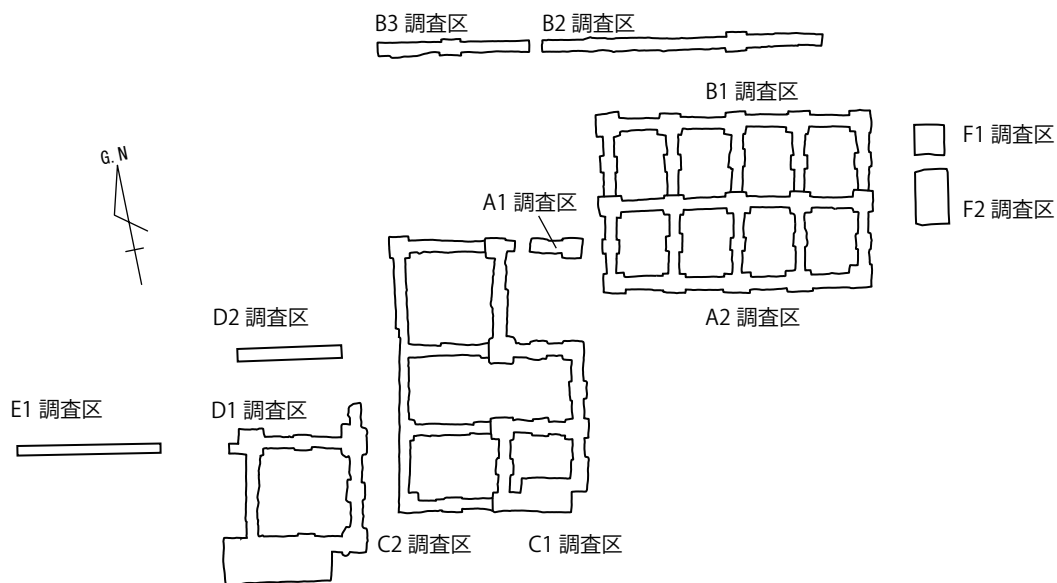 B3 調査区
B2 調査区
B1 調査区
F1 調査区
G. N
A1 調査区
F2 調査区
D2 調査区
A2 調査区
E1 調査区
D1 調査区
C2 調査区
C1 調査区